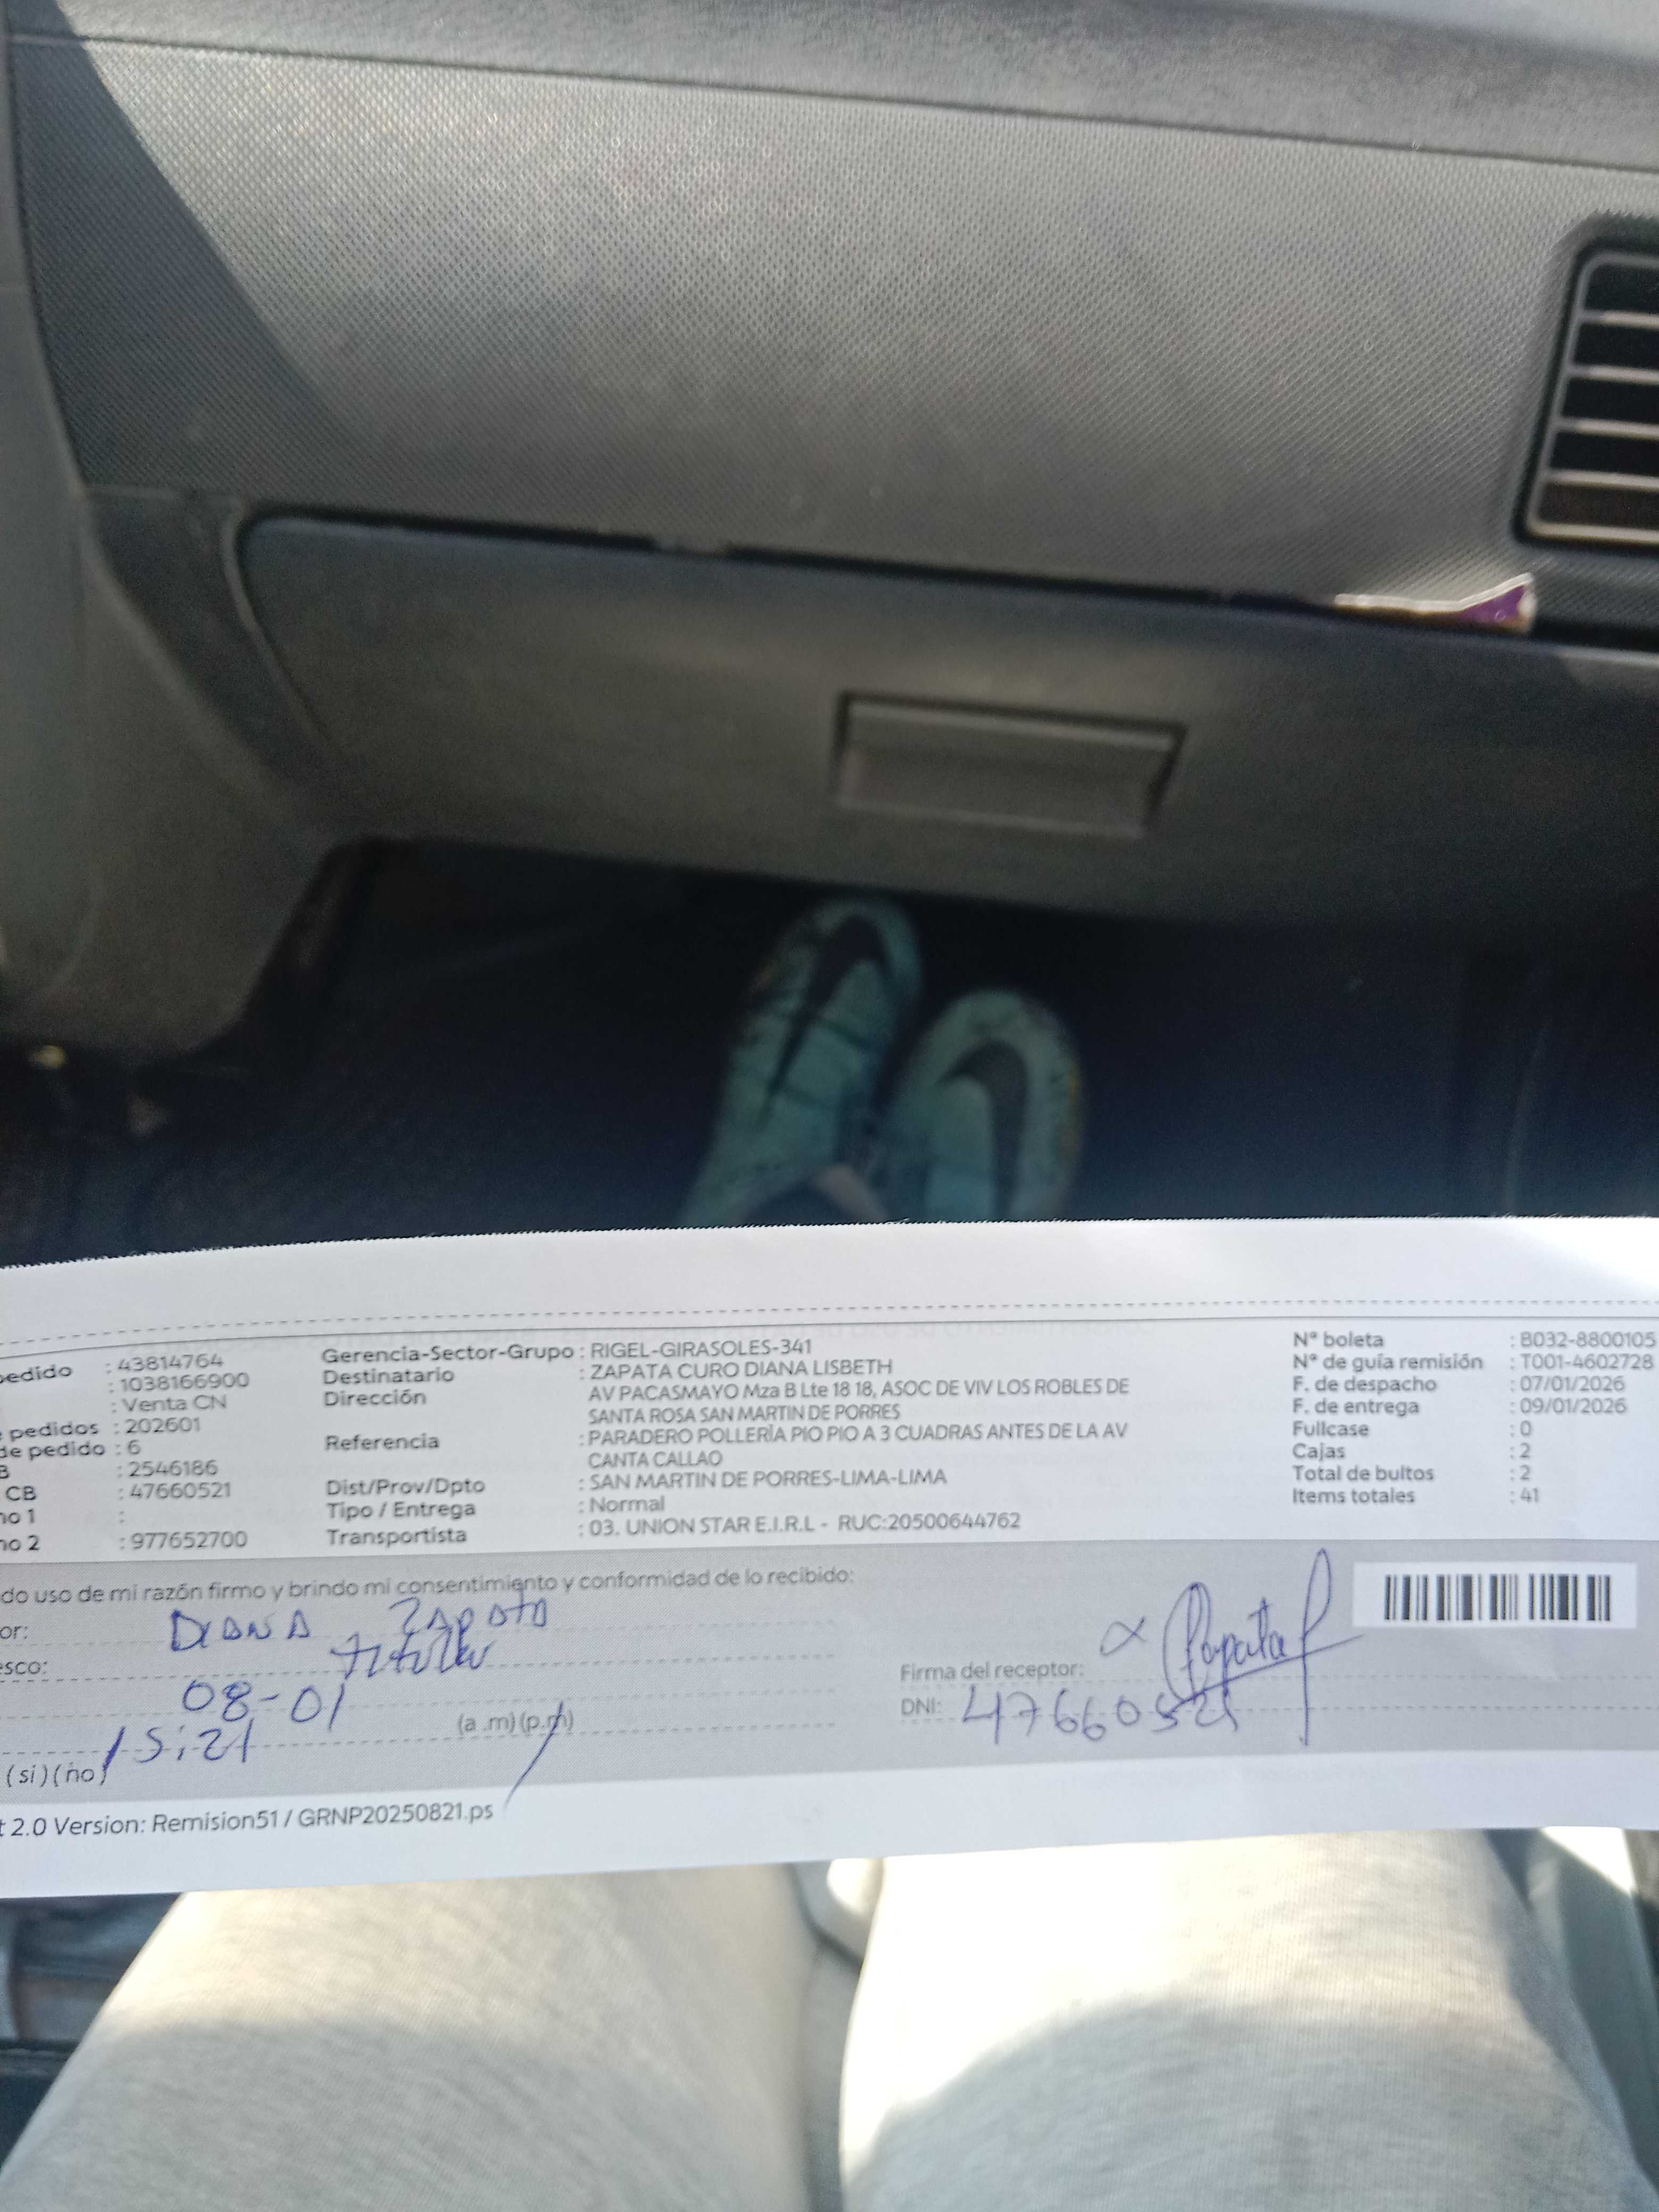 pedido : 43814764
: 1038166900
: Venta CN
pedidos : 202601
de pedido : 6
: 2546186
CB : 47660521
no 1 :
no 2 : 977652700
Gerencia-Sector-Grupo : RIGEL-GIRASOLES-341
Destinatario : ZAPATA CURO DIANA LISBETH
Dirección AV PACASMAYO Mza B Lte 18 18, ASOC DE VIV LOS ROBLES DE
SANTA ROSA SAN MARTIN DE PORRES
Referencia : PARADERO POLLERÌA PIO PIO A 3 CUADRAS ANTES DE LA AV
CANTA CALLAO
Dist/Prov/Dpto : SAN MARTIN DE PORRES-LIMA-LIMA
Tipo / Entrega : Normal
Transportista : 03. UNION STAR E.I.R.L - RUC:20500644762
Nº boleta : B032-8800105
Nº de guía remisión : T001-4602728
F. de despacho : 07/01/2026
F. de entrega : 09/01/2026
Fullcase : 0
Cajas : 2
Total de bultos : 2
Items totales : 41
do uso de mi razón firmo y brindo mi consentimiento y conformidad de lo recibido:
or: DIANA ZAPATA
esco: titular
08-01
15:21 (a .m) (p.m)
(si) (no)
Firma del receptor: Zapata
DNI: 47660521
t 2.0 Version: Remision51 / GRNP20250821.ps